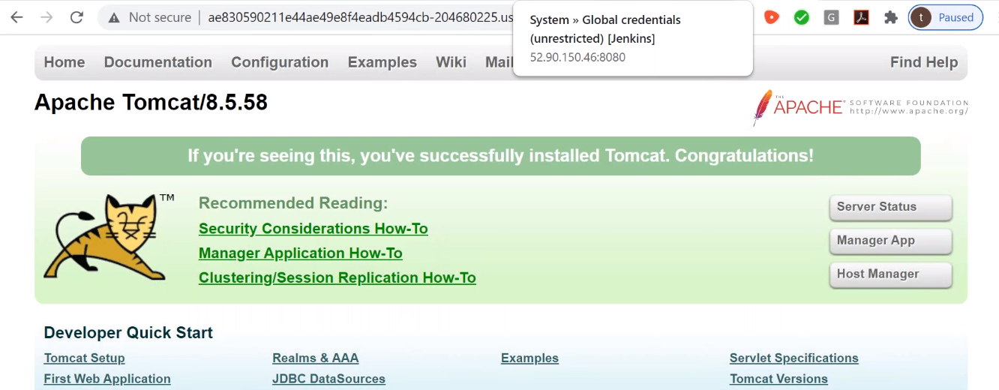 Not secure | ae830590211e44ae49e8f4eadb4594cb-204680225.us
System » Global credentials
(unrestricted) [Jenkins]
52.90.150.46:8080
G
t Paused
Home Documentation Configuration Examples Wiki Mail Find Help
Apache Tomcat/8.5.58
THE
APACHE® SOFTWARE FOUNDATION
http://www.apache.org/
If you're seeing this, you've successfully installed Tomcat. Congratulations!
TM
Recommended Reading:
Security Considerations How-To
Manager Application How-To
Clustering/Session Replication How-To
Server Status
Manager App
Host Manager
Developer Quick Start
Tomcat Setup Realms & AAA Examples Servlet Specifications
First Web Application JDBC DataSources Tomcat Versions